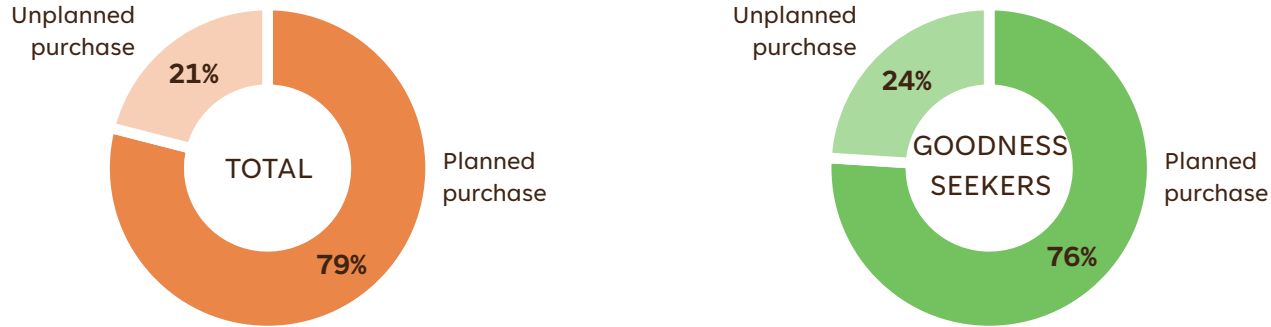 Unplanned
purchase
21%
TOTAL
Planned
purchase
79%
Unplanned
purchase
24%
GOODNESS
SEEKERS
Planned
purchase
76%